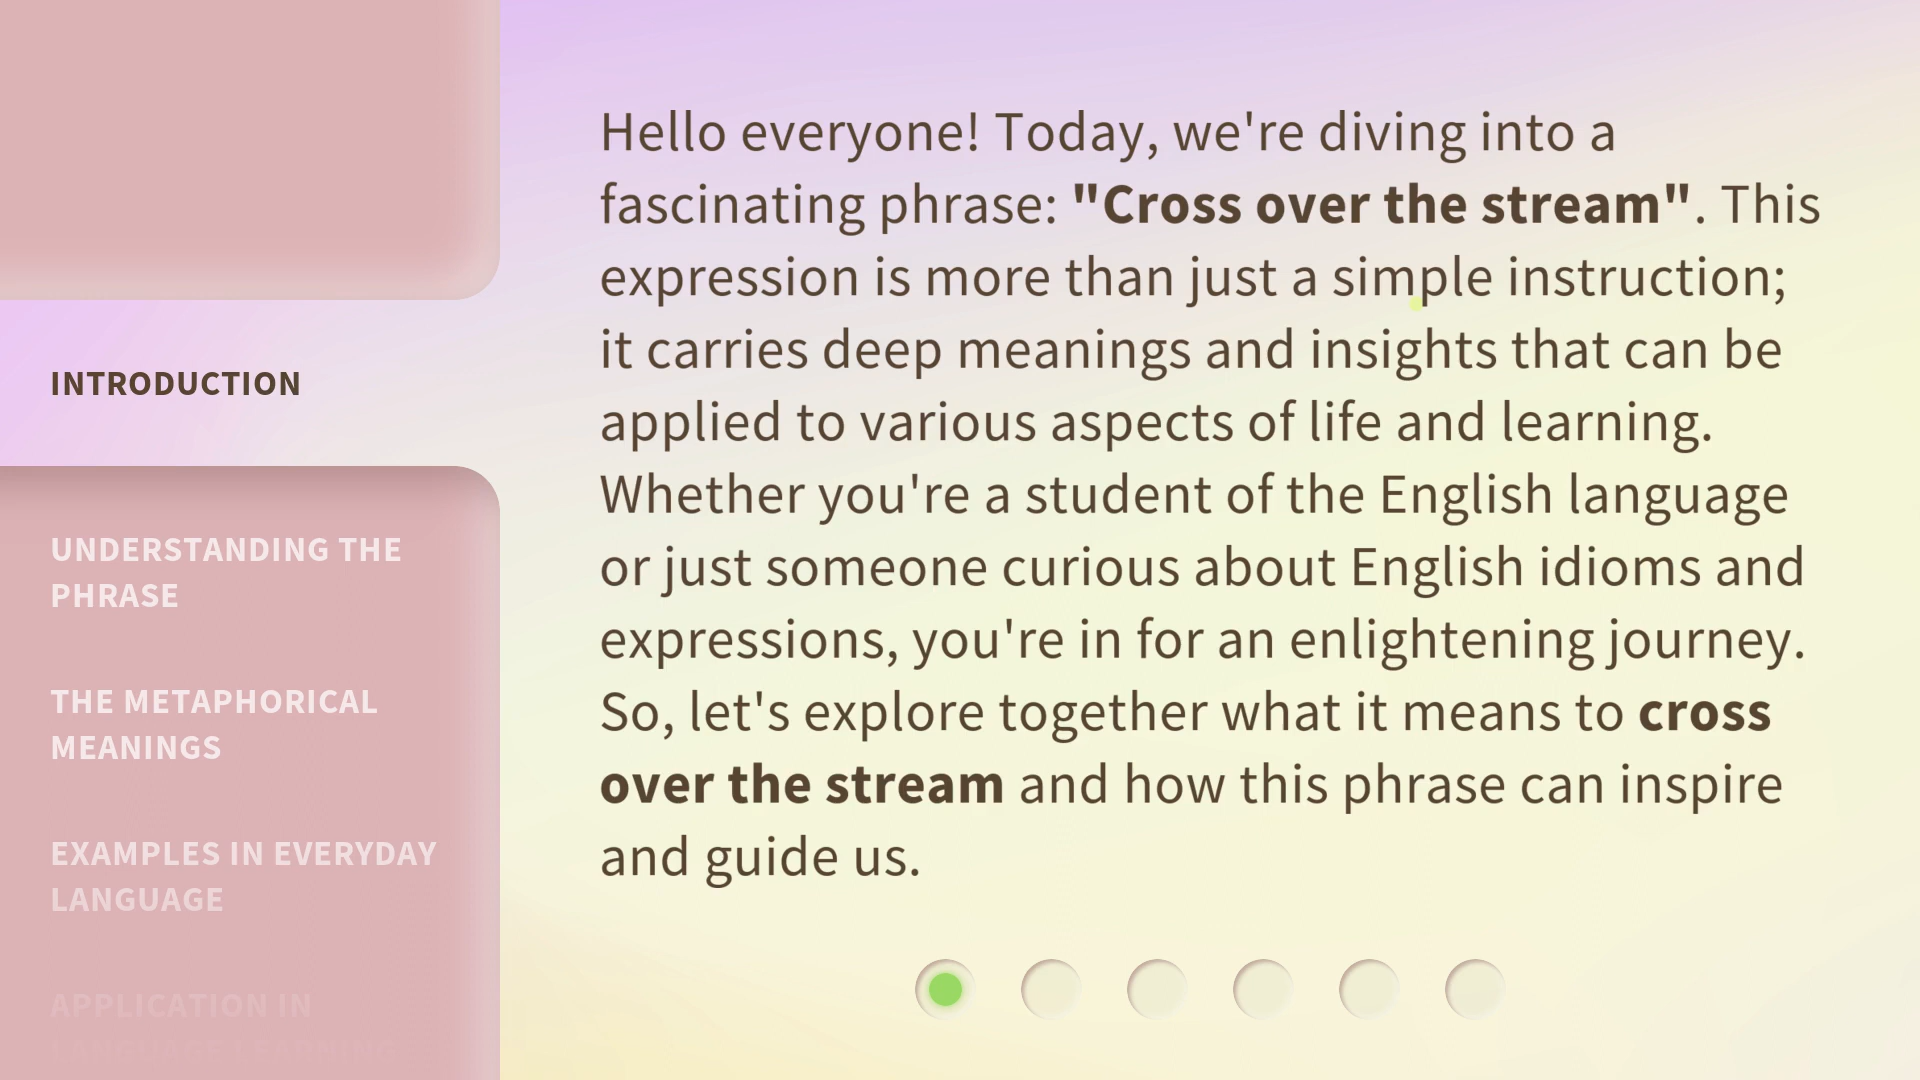 INTRODUCTION
UNDERSTANDING THE
PHRASE
THE METAPHORICAL
MEANINGS
EXAMPLES IN EVERYDAY
LANGUAGE
APPLICATION IN
LANGUAGE LEARNING
Hello everyone! Today, we're diving into a
fascinating phrase: "Cross over the stream". This
expression is more than just a simple instruction;
it carries deep meanings and insights that can be
applied to various aspects of life and learning.
Whether you're a student of the English language
or just someone curious about English idioms and
expressions, you're in for an enlightening journey.
So, let's explore together what it means to cross
over the stream and how this phrase can inspire
and guide us.